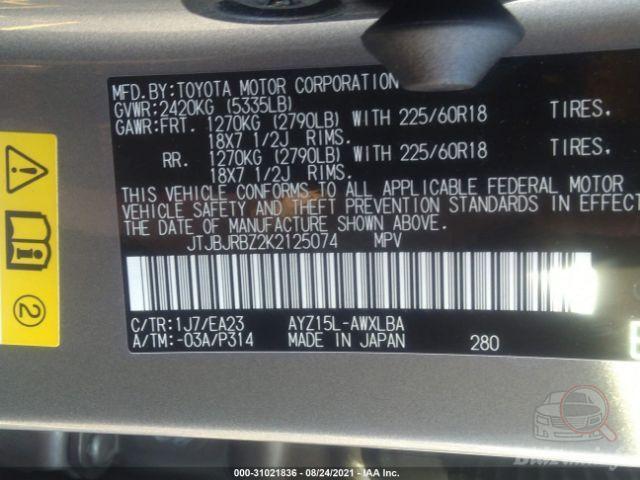 MFD.BY:TOYOTA MOTOR CORPORATION
GVWR:2420KG (5335LB)
GAWR:FRT. 1270KG (2790LB) WITH 225/60R18 TIRES.
18X7 1/2J RIMS.
RR. 1270KG (2790LB) WITH 225/60R18 TIRES.
18X7 1/2J RIMS.
THIS VEHICLE CONFORMS TO ALL APPLICABLE FEDERAL MOTOR
VEHICLE SAFETY AND THEFT PREVENTION STANDARDS IN EFFECT
THE DATE OF MANUFACTURE SHOWN ABOVE.
JTJBJRBZ2K2125074 MPV
C/TR:1J7/EA23 AYZ15L-AWXLBA
A/TM:-03A/P314 MADE IN JAPAN 280
2
000-31021836 - 08/24/2021 - IAA Inc.